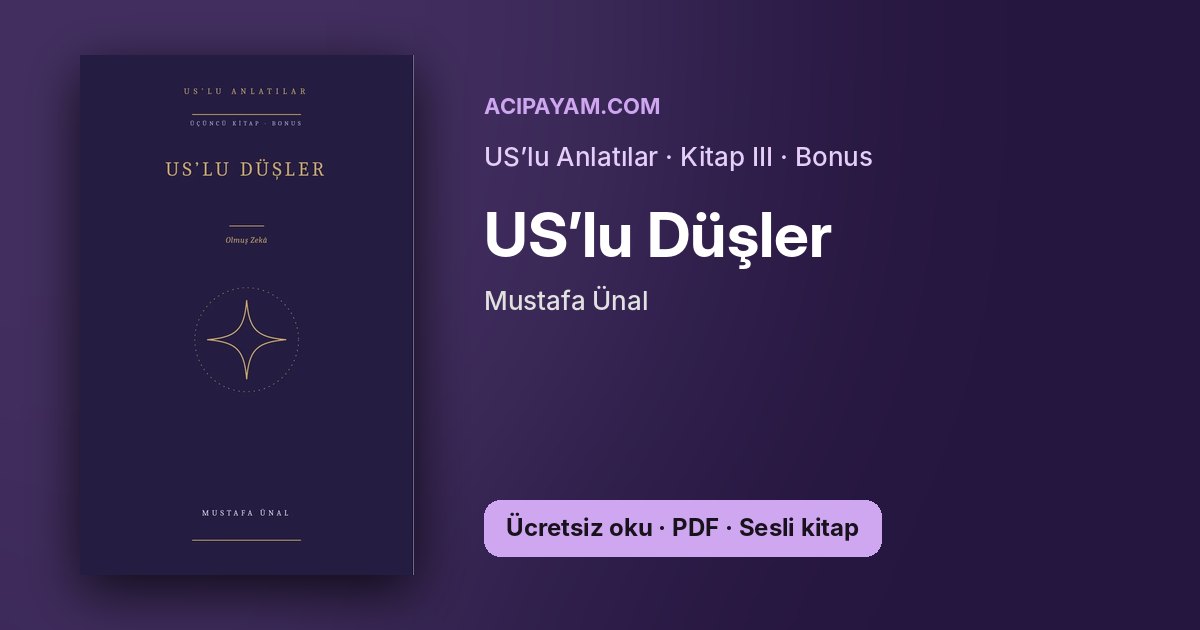 US’LU ANLATILAR
ÜÇÜNCÜ KİTAP · BONUS
US’LU DÜŞLER
Olmuş Zekâ
MUSTAFA ÜNAL
ACIPAYAM.COM
US’lu Anlatılar · Kitap III · Bonus
US’lu Düşler
Mustafa Ünal
Ücretsiz oku · PDF · Sesli kitap